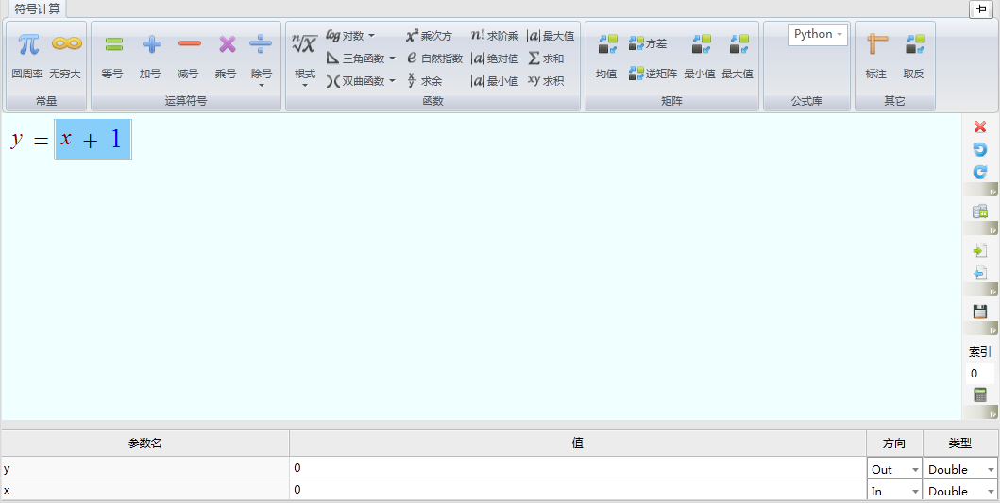 符号计算
n√x 根式
log 对数
x² 乘次方
n! 求阶乘
|a| 最大值
三角函数
e 自然指数
|a| 绝对值
Σ 求和
双曲函数
x/y 求余
|a| 最小值
xy 求积
π ∞
圆周率 无穷大
等号 加号 减号 乘号 除号
方差
逆矩阵
均值 最小值 最大值
Python
标注 取反
常量 运算符号 函数 矩阵 公式库 其它
y = x + 1
索引
0
参数名 值 方向 类型
y 0 Out Double
x 0 In Double